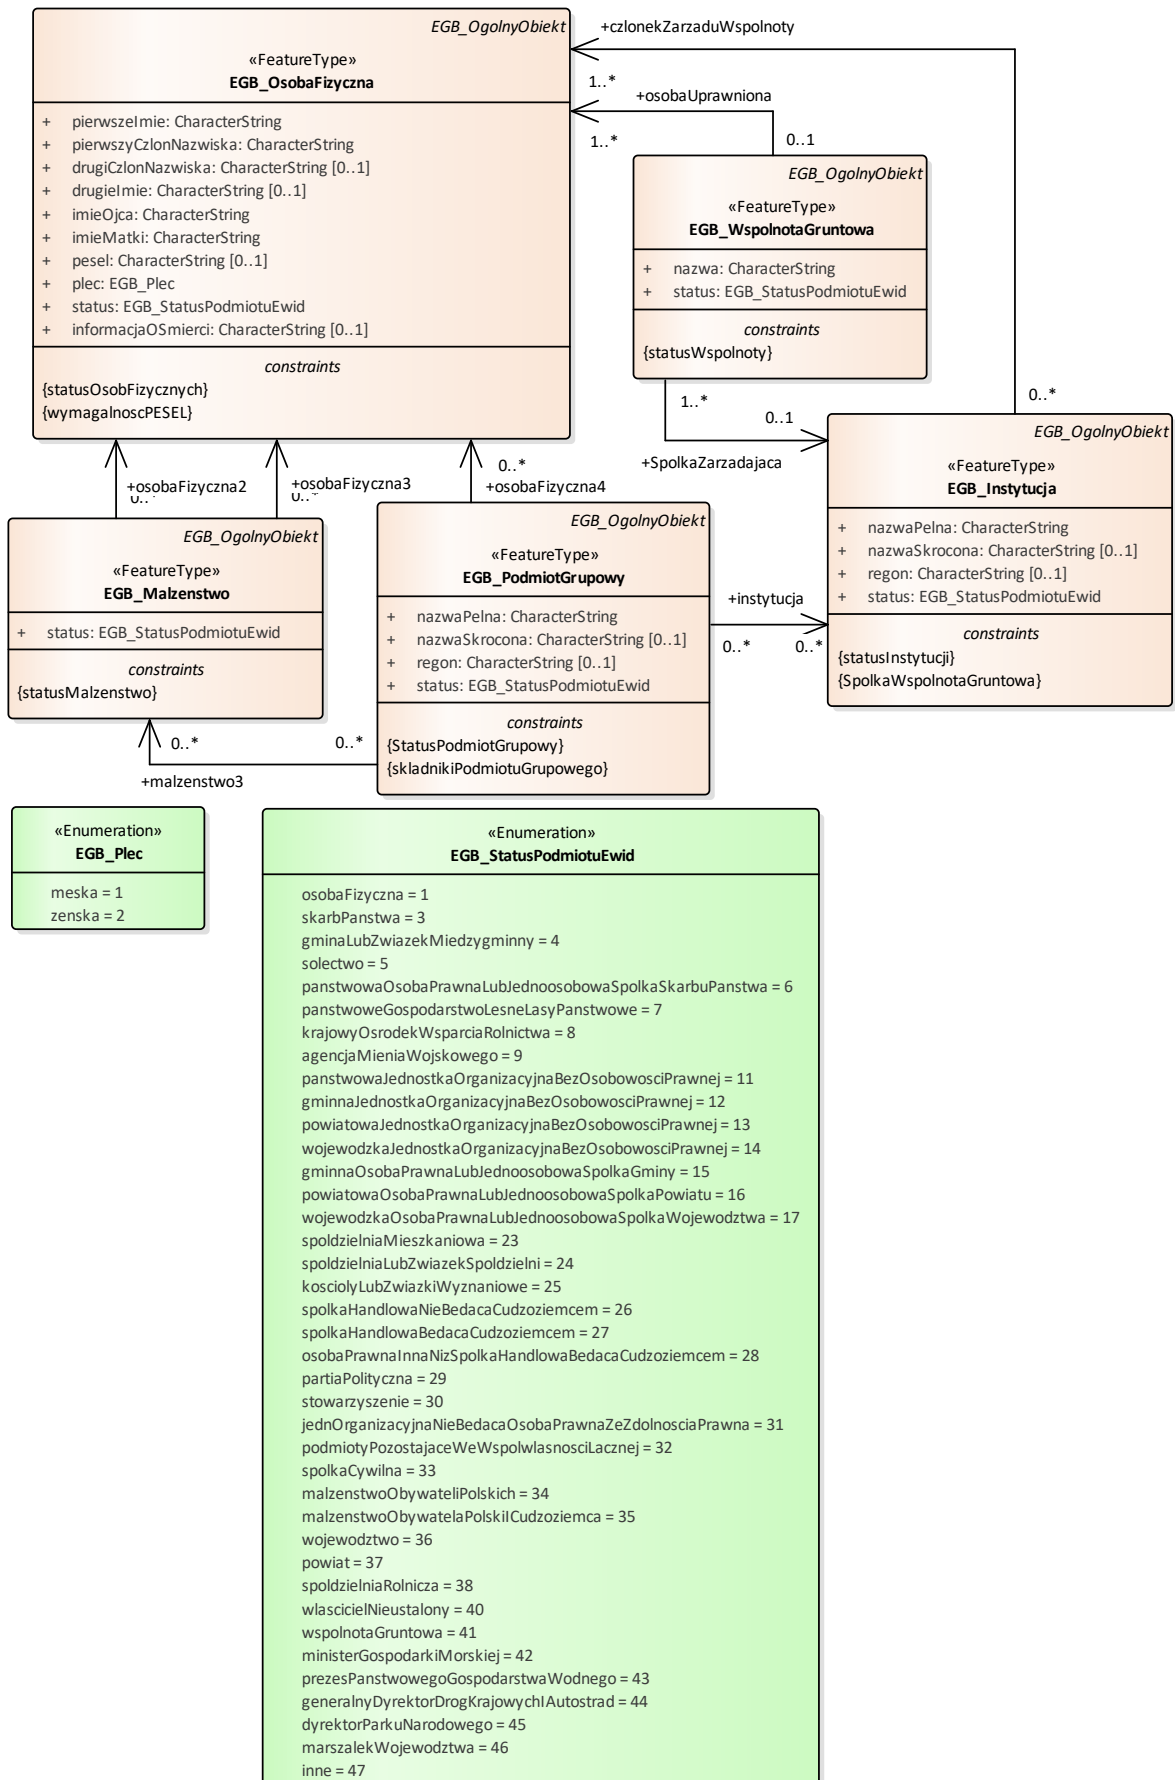 EGB_OgolnyObiekt
«FeatureType»
EGB_OsobaFizyczna
+ pierwszeImie: CharacterString
+ pierwszyCzlonNazwiska: CharacterString
+ drugiCzlonNazwiska: CharacterString [0..1]
+ drugieImie: CharacterString [0..1]
+ imieOjca: CharacterString
+ imieMatki: CharacterString
+ pesel: CharacterString [0..1]
+ plec: EGB_Plec
+ status: EGB_StatusPodmiotuEwid
+ informacjaOSmierci: CharacterString [0..1]
constraints
{statusOsobFizycznych}
{wymagalnoscPESEL}
+członekZarzaduWspolnoty
1..*
+osobaUprawniona
1..*
0..1
EGB_OgolnyObiekt
«FeatureType»
EGB_WspolnotaGruntowa
+ nazwa: CharacterString
+ status: EGB_StatusPodmiotuEwid
constraints
{statusWspolnoty}
1..*
0..1
0..*
+SpolkaZarzadajaca
EGB_OgolnyObiekt
«FeatureType»
EGB_Instytucja
+ nazwaPelna: CharacterString
+ nazwaSkrocona: CharacterString [0..1]
+ regon: CharacterString [0..1]
+ status: EGB_StatusPodmiotuEwid
constraints
{statusInstytucji}
{SpolkaWspolnotaGruntowa}
+osobaFizyczna2
0..*
+osobaFizyczna3
0..*
0..*
+osobaFizyczna4
EGB_OgolnyObiekt
«FeatureType»
EGB_Malzenstwo
+ status: EGB_StatusPodmiotuEwid
constraints
{statusMalzenstwo}
EGB_OgolnyObiekt
«FeatureType»
EGB_PodmiotGrupowy
+ nazwaPelna: CharacterString
+ nazwaSkrocona: CharacterString [0..1]
+ regon: CharacterString [0..1]
+ status: EGB_StatusPodmiotuEwid
constraints
{StatusPodmiotGrupowy}
{skladnikiPodmiotuGrupowego}
+instytucja
0..*
0..*
0..*
0..*
+malzenstwo3
«Enumeration»
EGB_Plec
meska = 1
zenska = 2
«Enumeration»
EGB_StatusPodmiotuEwid
osobaFizyczna = 1
skarbPanstwa = 3
gminaLubZwiazekMiedzygminny = 4
solectwo = 5
panstwowaOsobaPrawnaLubJednoosobowaSpolkaSkarbuPanstwa = 6
panstwoweGospodarstwoLesneLasyPanstwowe = 7
krajowyOsrodekWsparciaRolnictwa = 8
agencjaMieniaWojskowego = 9
panstwowaJednostkaOrganizacyjnaBezOsobowosciPrawnej = 11
gminnaJednostkaOrganizacyjnaBezOsobowosciPrawnej = 12
powiatowaJednostkaOrganizacyjnaBezOsobowosciPrawnej = 13
wojewodzkaJednostkaOrganizacyjnaBezOsobowosciPrawnej = 14
gminnaOsobaPrawnaLubJednoosobowaSpolkaGminy = 15
powiatowaOsobaPrawnaLubJednoosobowaSpolkaPowiatu = 16
wojewodzkaOsobaPrawnaLubJednoosobowaSpolkaWojewodztwa = 17
spoldzielniaMieszkaniowa = 23
spoldzielniaLubZwiazekSpoldzielni = 24
kosciolyLubZwiazkiWyznaniowe = 25
spolkaHandlowaNieBedacaCudzoziemcem = 26
spolkaHandlowaBedacaCudzoziemcem = 27
osobaPrawnaInnaNizSpolkaHandlowaBedacaCudzoziemcem = 28
partiaPolityczna = 29
stowarzyszenie = 30
jednOrganizacyjnaNieBedacaOsobaPrawnaZeZdolnosciaPrawna = 31
podmiotyPozostajaceWeWspolwlasnosciLacznej = 32
spolkaCywilna = 33
malzenstwoObywateliPolskich = 34
malzenstwoObywatelaPolskiICudzoziemca = 35
wojewodztwo = 36
powiat = 37
spoldzielniaRolnicza = 38
wlascicielNieustalony = 40
wspolnotaGruntowa = 41
ministerGospodarkiMorskiej = 42
prezesPanstwowegoGospodarstwaWodnego = 43
generalnyDyrektorDrogKrajowychIAutostrad = 44
dyrektorParkuNarodowego = 45
marszalekWojewodztwa = 46
inne = 47